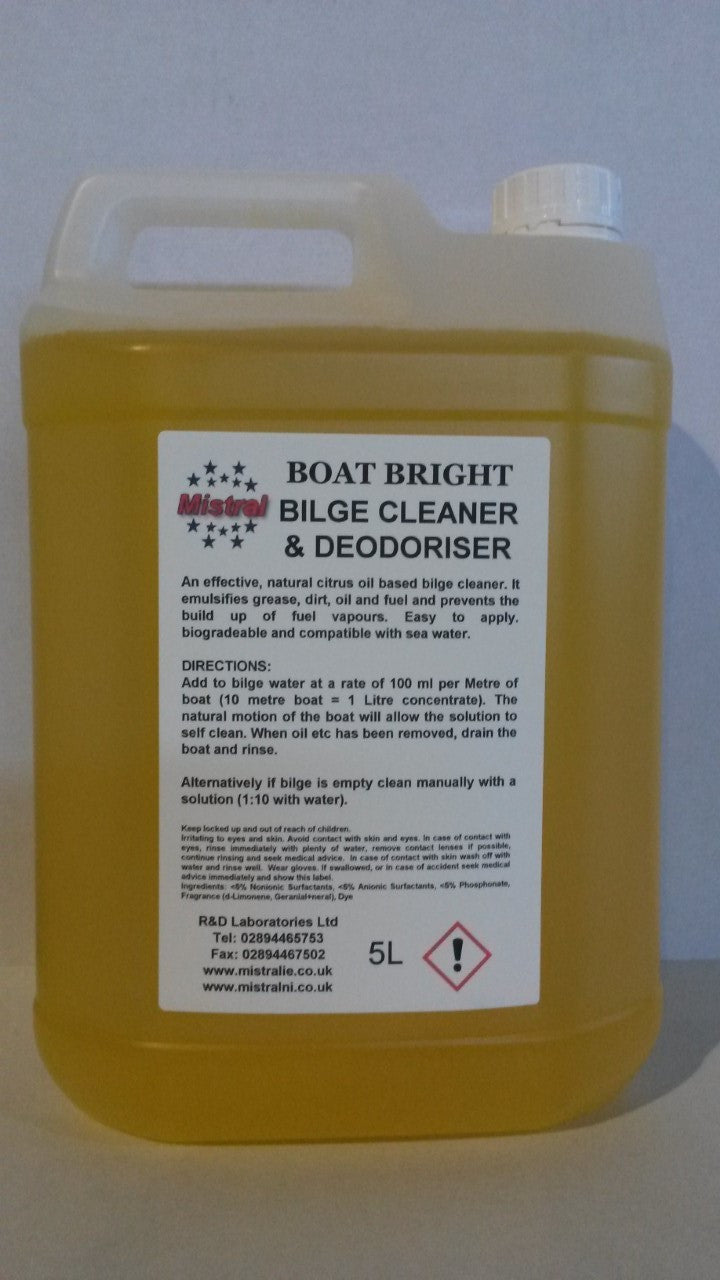 Mistral
BOAT BRIGHT
BILGE CLEANER
& DEODORISER
An effective, natural citrus oil based bilge cleaner. It
emulsifies grease, dirt, oil and fuel and prevents the
build up of fuel vapours. Easy to apply.
biogradeable and compatible with sea water.
DIRECTIONS:
Add to bilge water at a rate of 100 ml per Metre of
boat (10 metre boat = 1 Litre concentrate). The
natural motion of the boat will allow the solution to
self clean. When oil etc has been removed, drain the
boat and rinse.
Alternatively if bilge is empty clean manually with a
solution (1:10 with water).
Keep locked up and out of reach of children.
Irritating to eyes and skin. Avoid contact with skin and eyes. In case of contact with
eyes, rinse immediately with plenty of water, remove contact lenses if possible,
continue rinsing and seek medical advice. In case of contact with skin wash off with
water and rinse well. Wear gloves. If swallowed, or in case of accident seek medical
advice immediately and show this label.
Ingredients: <5% Nonionic Surfactants, <5% Anionic Surfactants, <5% Phosphonate,
Fragrance (d-Limonene, Geranial+neral), Dye
R&D Laboratories Ltd
Tel: 02894465753
Fax: 02894467502
www.mistralie.co.uk
www.mistralni.co.uk
5L